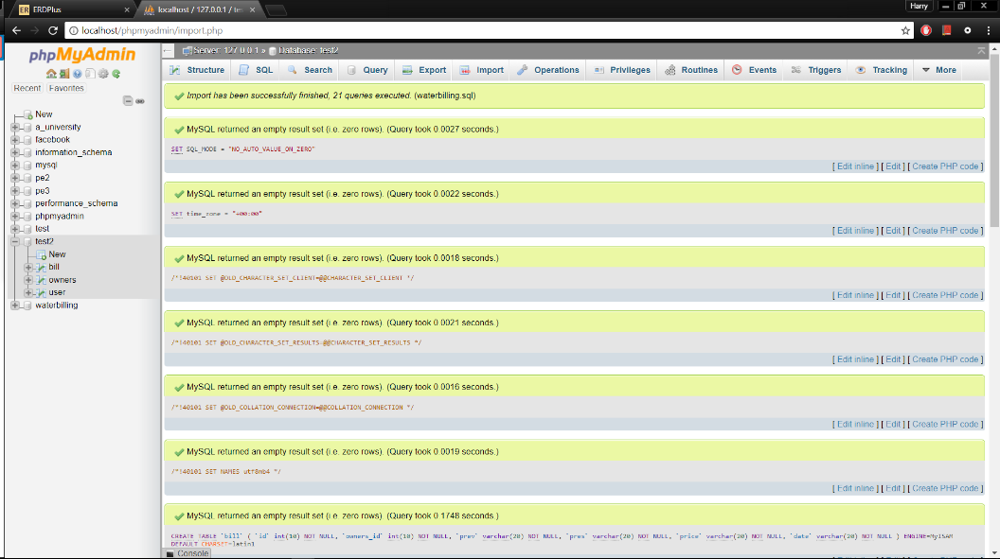 ERDPlus
localhost / 127.0.0.1 / tes
Harry
localhost/phpmyadmin/import.php
phpMyAdmin
Recent Favorites
New
a_university
facebook
information_schema
mysql
pe2
pe3
performance_schema
phpmyadmin
test
test2
New
bill
owners
user
waterbilling
Server: 127.0.0.1 » Database: test2
Structure SQL Search Query Export Import Operations Privileges Routines Events Triggers Tracking More
Import has been successfully finished, 21 queries executed. (waterbilling.sql)
MySQL returned an empty result set (i.e. zero rows). (Query took 0.0027 seconds.)
SET SQL_MODE = "NO_AUTO_VALUE_ON_ZERO"
[ Edit inline ] [ Edit ] [ Create PHP code ]
MySQL returned an empty result set (i.e. zero rows). (Query took 0.0022 seconds.)
SET time_zone = "+00:00"
[ Edit inline ] [ Edit ] [ Create PHP code ]
MySQL returned an empty result set (i.e. zero rows). (Query took 0.0018 seconds.)
/*!40101 SET @OLD_CHARACTER_SET_CLIENT=@@CHARACTER_SET_CLIENT */
[ Edit inline ] [ Edit ] [ Create PHP code ]
MySQL returned an empty result set (i.e. zero rows). (Query took 0.0021 seconds.)
/*!40101 SET @OLD_CHARACTER_SET_RESULTS=@@CHARACTER_SET_RESULTS */
[ Edit inline ] [ Edit ] [ Create PHP code ]
MySQL returned an empty result set (i.e. zero rows). (Query took 0.0016 seconds.)
/*!40101 SET @OLD_COLLATION_CONNECTION=@@COLLATION_CONNECTION */
[ Edit inline ] [ Edit ] [ Create PHP code ]
MySQL returned an empty result set (i.e. zero rows). (Query took 0.0019 seconds.)
/*!40101 SET NAMES utf8mb4 */
[ Edit inline ] [ Edit ] [ Create PHP code ]
MySQL returned an empty result set (i.e. zero rows). (Query took 0.1748 seconds.)
CREATE TABLE `bill` ( `id` int(10) NOT NULL, `owners_id` int(10) NOT NULL, `prev` varchar(20) NOT NULL, `pres` varchar(20) NOT NULL, `price` varchar(20) NOT NULL, `date` varchar(20) NOT NULL ) ENGINE=MyISAM
DEFAULT CHARSET=latin1
Console